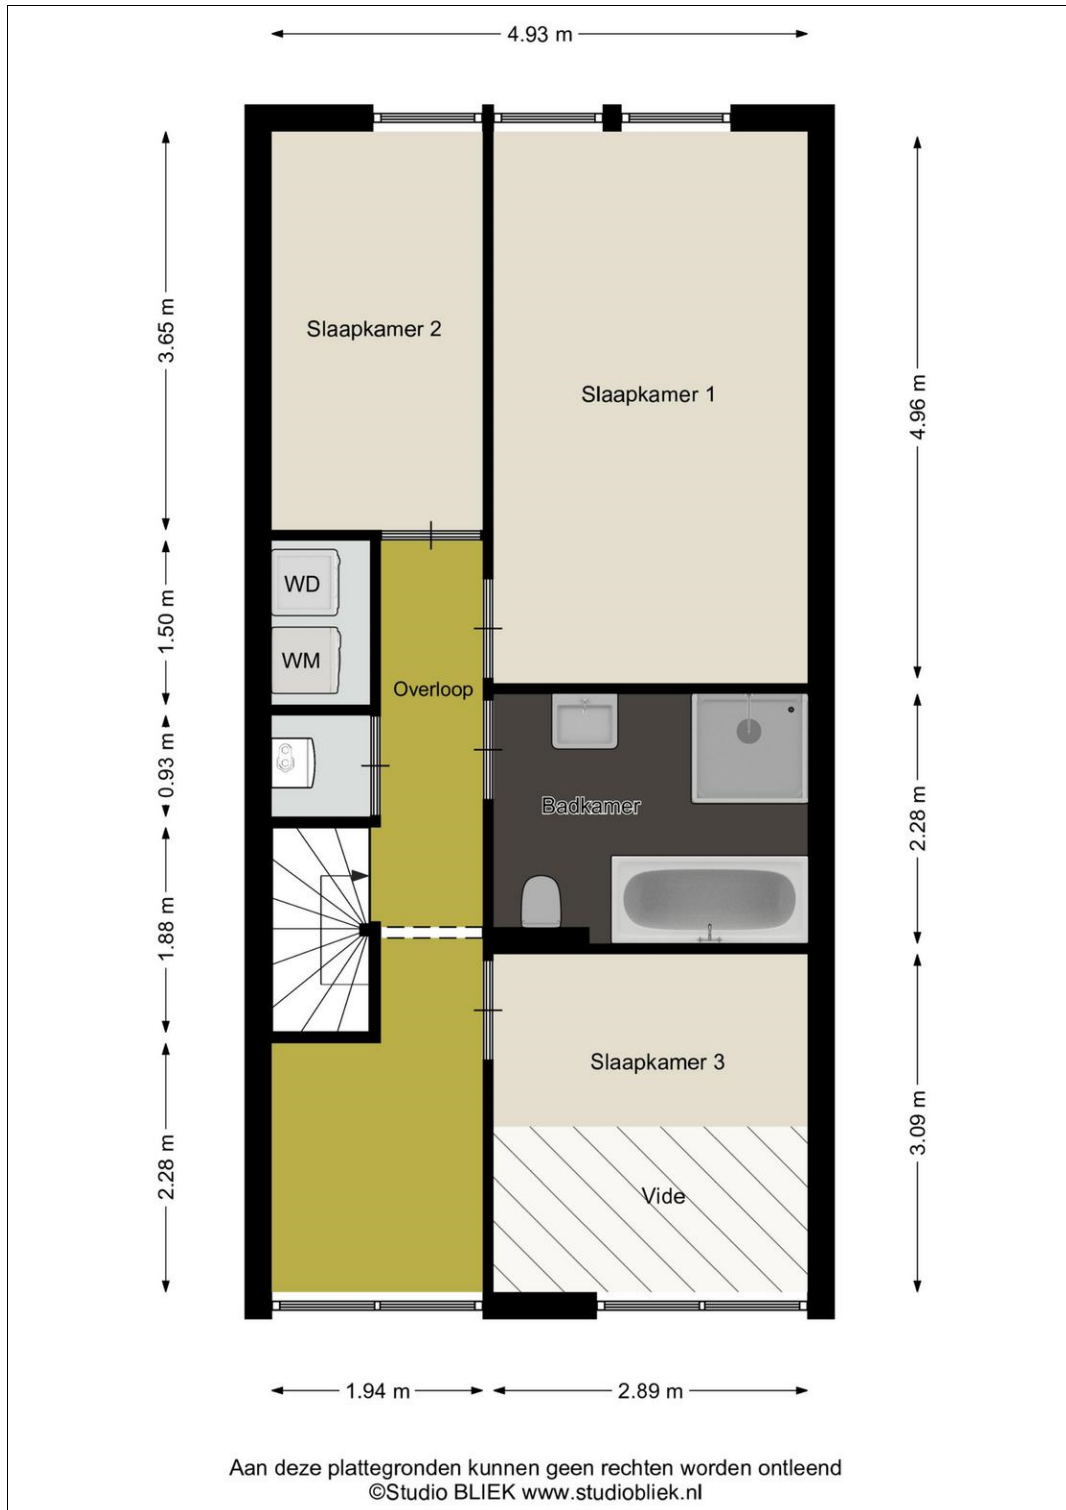 4.93 m
3.65 m
Slaapkamer 2
Slaapkamer 1
4.96 m
1.50 m
WD
WM
Overloop
0.93 m
Badkamer
2.28 m
1.88 m
Slaapkamer 3
3.09 m
2.28 m
Vide
1.94 m
2.89 m
Aan deze plattegronden kunnen geen rechten worden ontleend
©Studio BLIEK www.studiobliek.nl